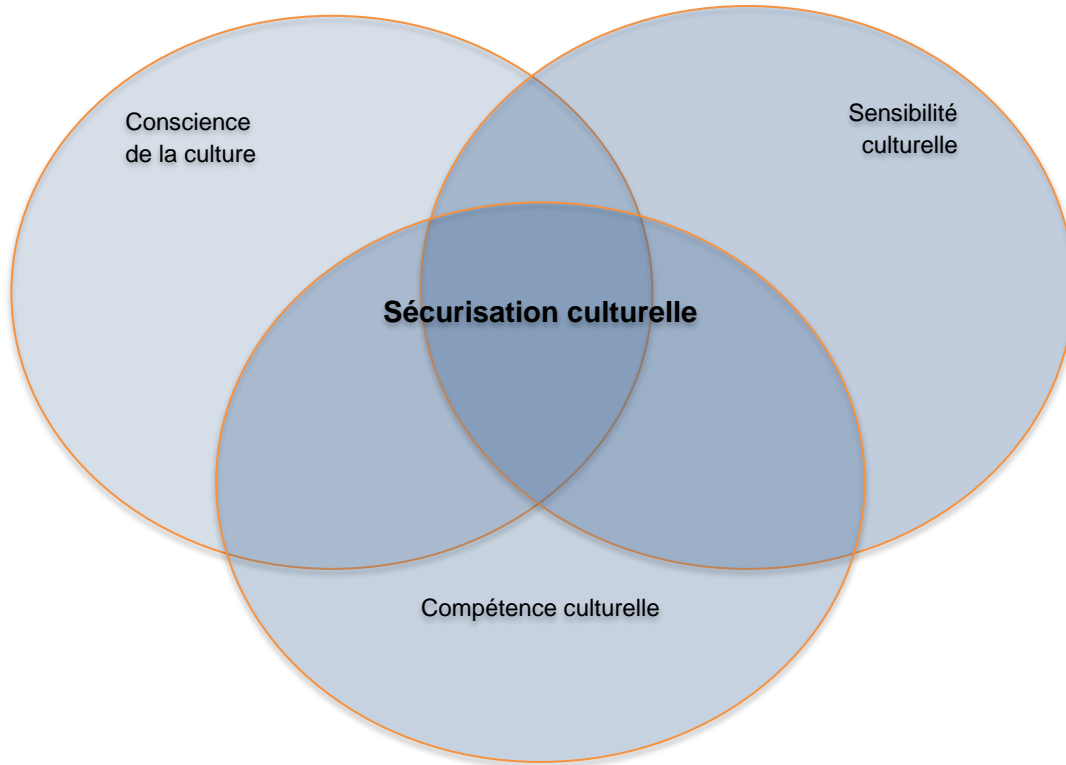 Conscience
de la culture
Sensibilité
culturelle
Sécurisation culturelle
Compétence culturelle